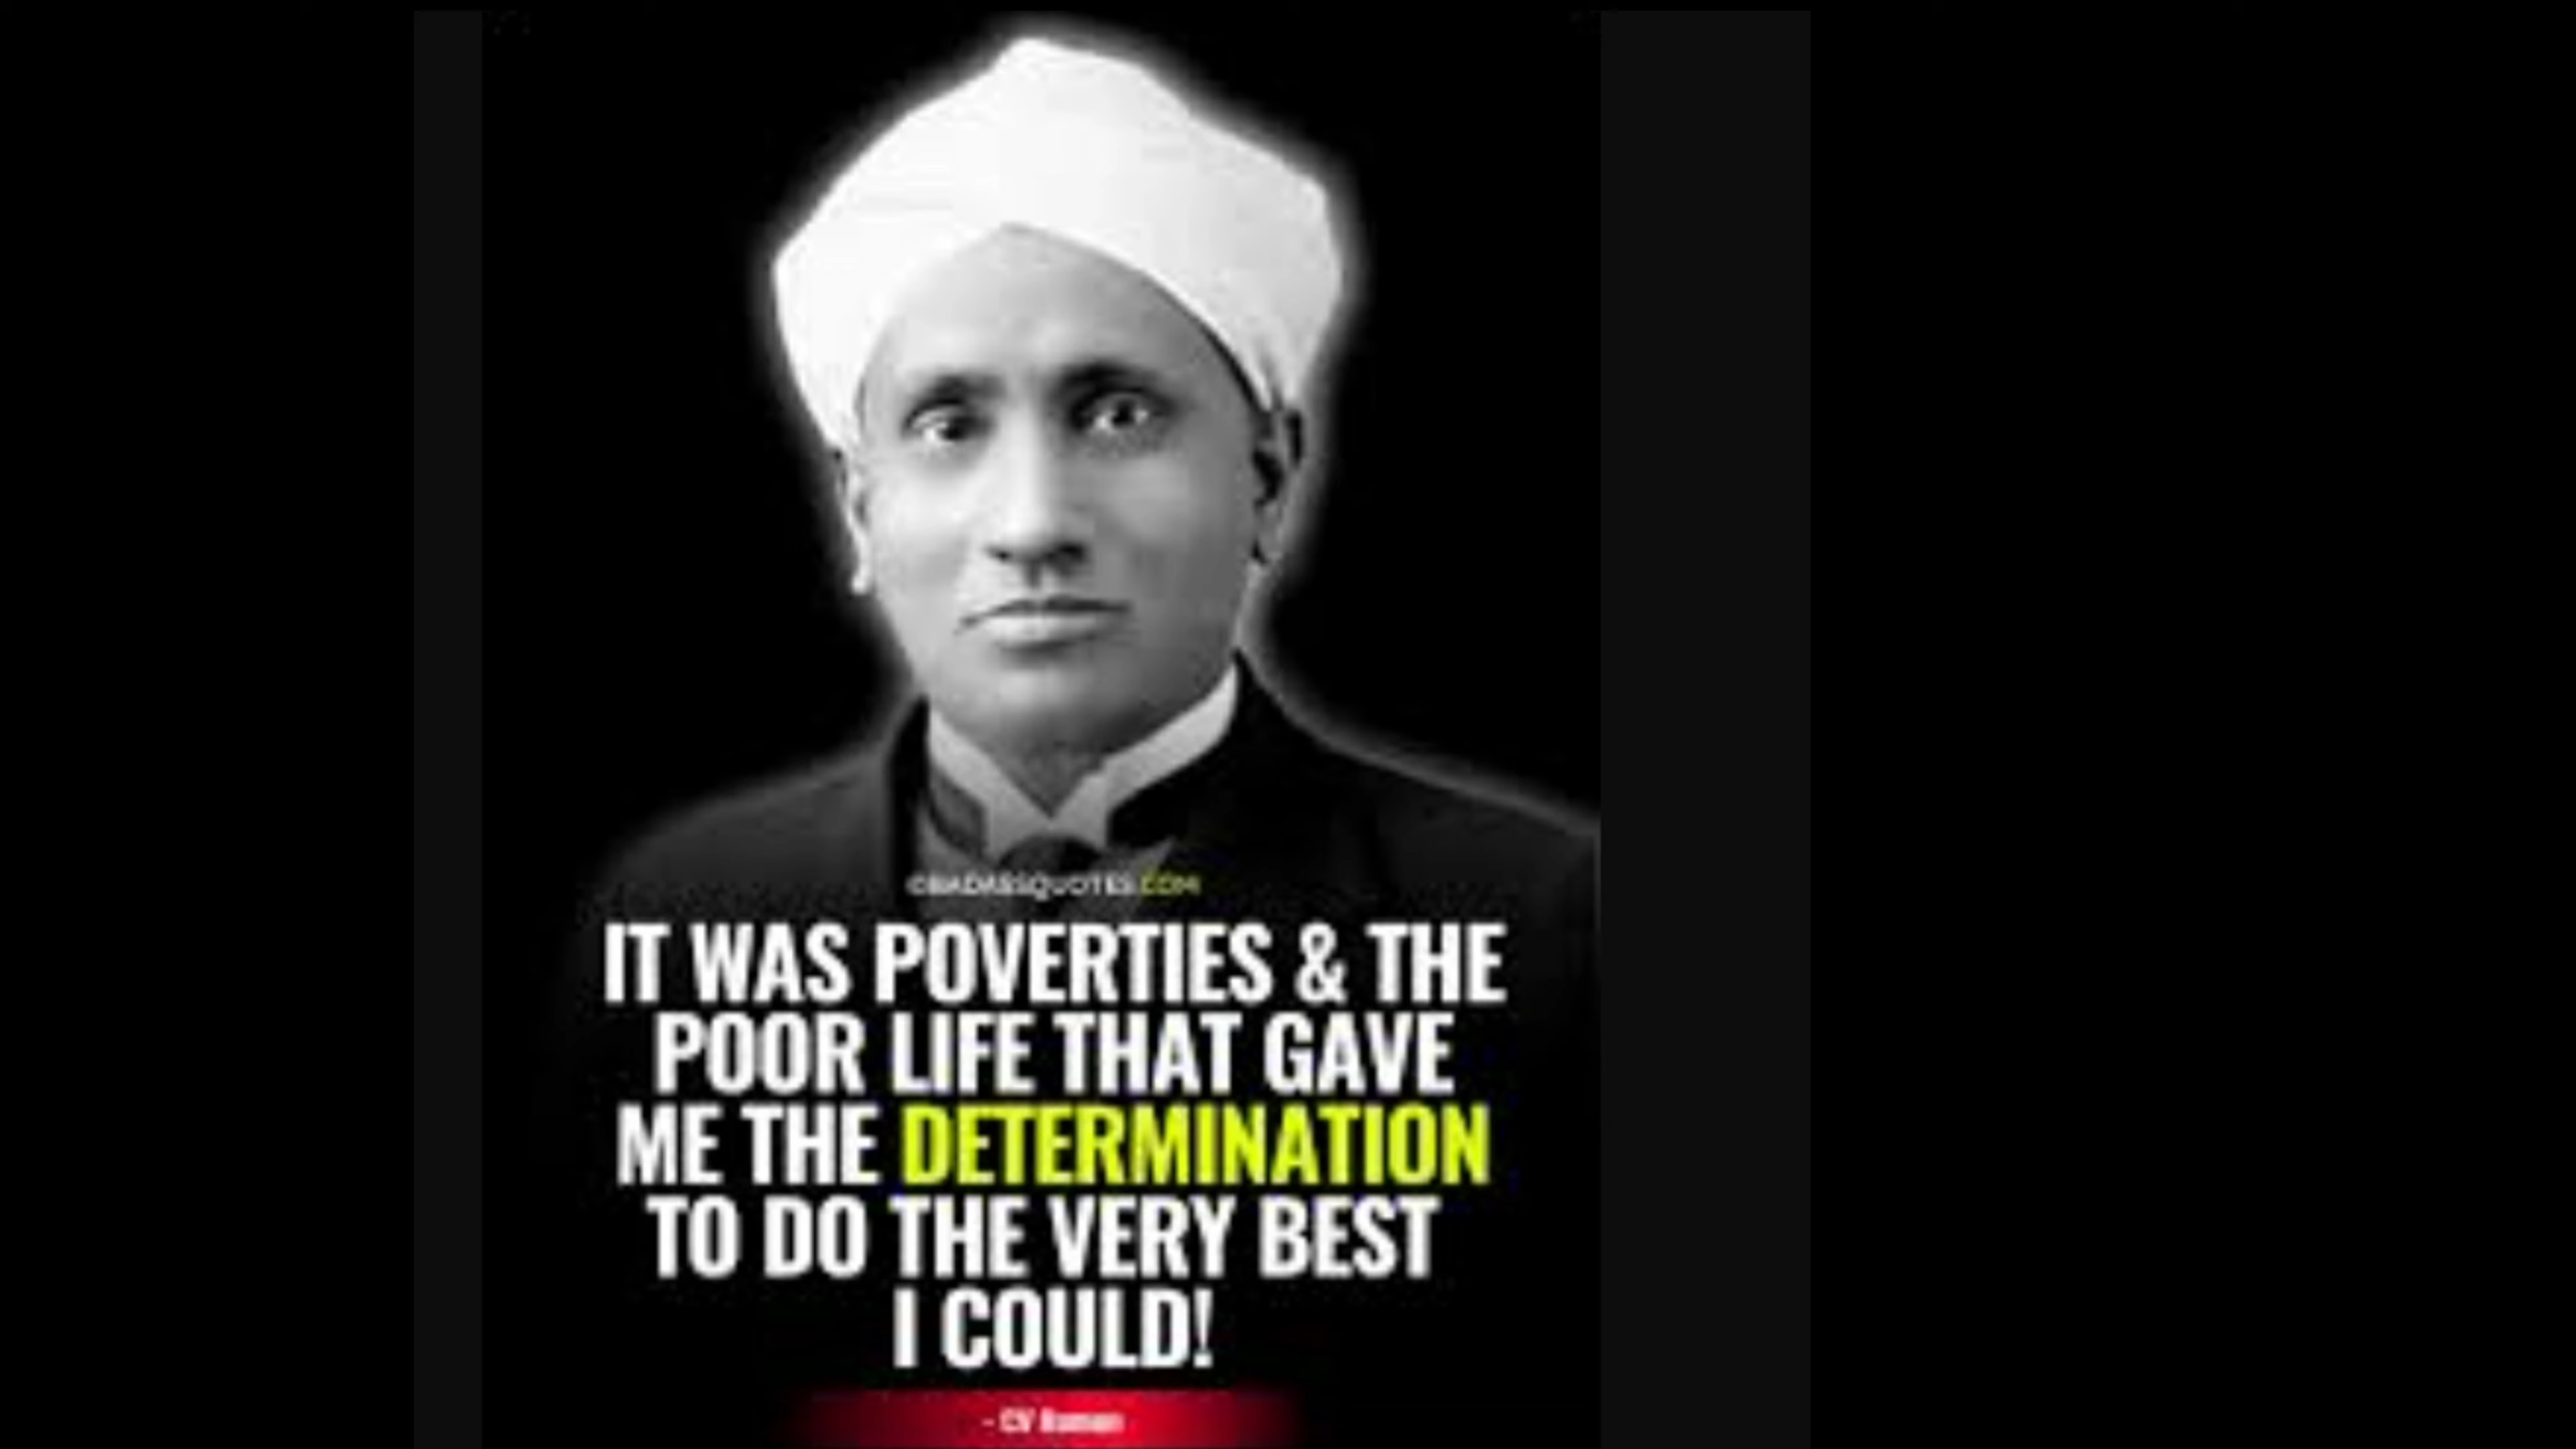 ©BADASSQUOTES.COM
IT WAS POVERTIES & THE
POOR LIFE THAT GAVE
ME THE DETERMINATION
TO DO THE VERY BEST
I COULD!
- CV Raman